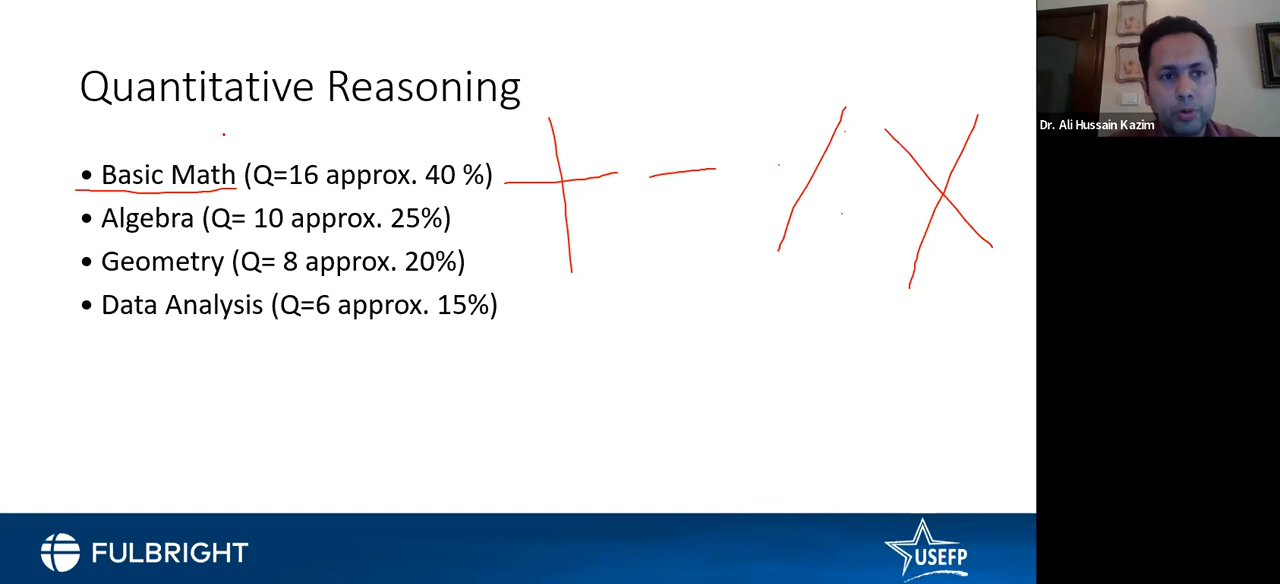 Quantitative Reasoning
• Basic Math (Q=16 approx. 40 %) + - / X
• Algebra (Q= 10 approx. 25%)
• Geometry (Q= 8 approx. 20%)
• Data Analysis (Q=6 approx. 15%)
Dr. Ali Hussain Kazim
FULBRIGHT
USEFP